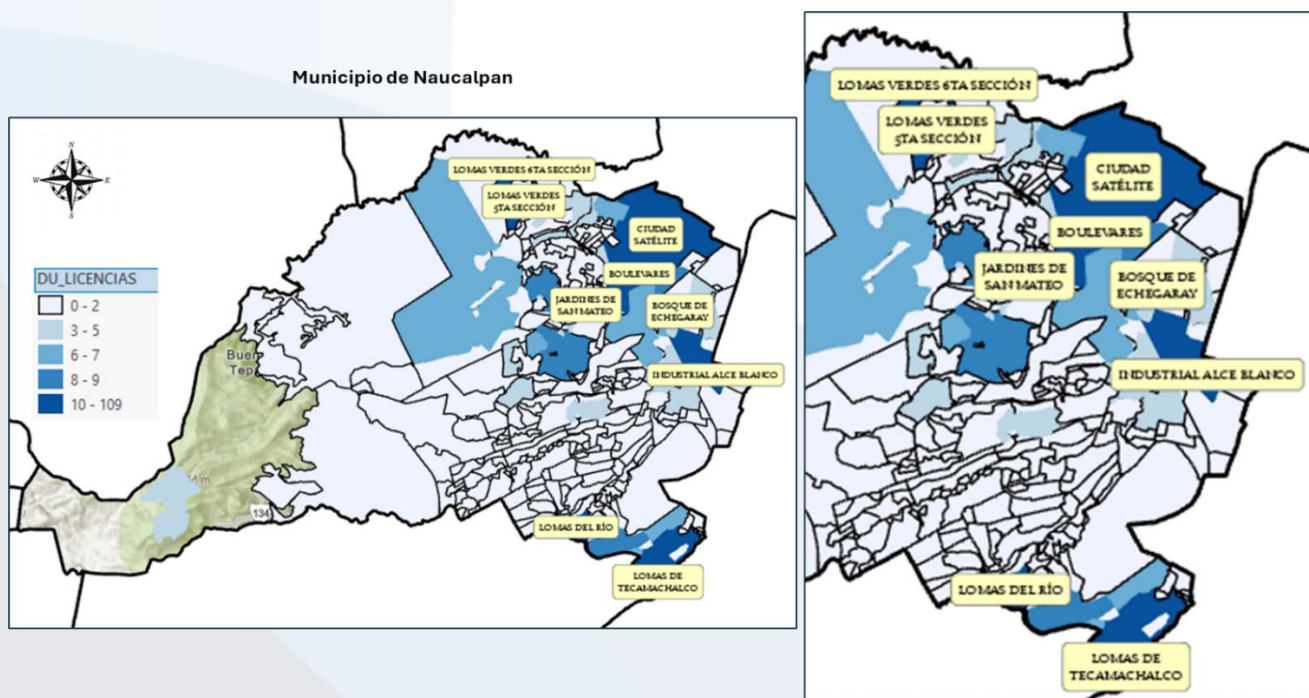 Municipio de Naucalpan
N
W
E
S
DU_LICENCIAS
0 - 2
3 - 5
6 - 7
8 - 9
10 - 109
LOMAS VERDES 6TA SECCIÓN
LOMAS VERDES
5TA SECCIÓN
CIUDAD
SATÉLITE
BOULEVARES
JARDINES DE
SAN MATEO
BOSQUE DE
ECHEGARAY
INDUSTRIAL ALCE BLANCO
134
LOMAS DEL RÍO
LOMAS DE
TECAMACHALCO
LOMAS VERDES 6TA SECCIÓN
LOMAS VERDES
5TA SECCIÓN
CIUDAD
SATÉLITE
BOULEVARES
JARDINES DE
SAN MATEO
BOSQUE DE
ECHEGARAY
INDUSTRIAL ALCE BLANCO
LOMAS DEL RÍO
LOMAS DE
TECAMACHALCO